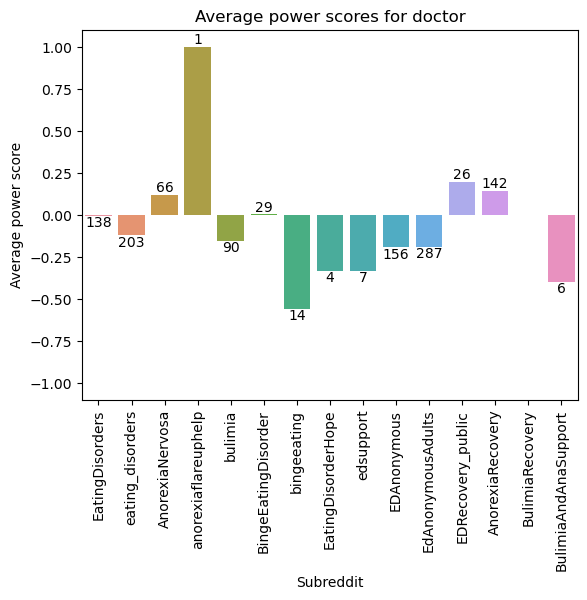 Average power scores for doctor
Average power score
1.00
0.75
0.50
0.25
0.00
−0.25
−0.50
−0.75
−1.00
138
203
66
1
90
29
14
4
7
156
287
26
142
6
EatingDisorders
eating_disorders
AnorexiaNervosa
anorexiaflareuphelp
bulimia
BingeEatingDisorder
bingeeating
EatingDisorderHope
edsupport
EDAnonymous
EdAnonymousAdults
EDRecovery_public
AnorexiaRecovery
BulimiaRecovery
BulimiaAndAnaSupport
Subreddit